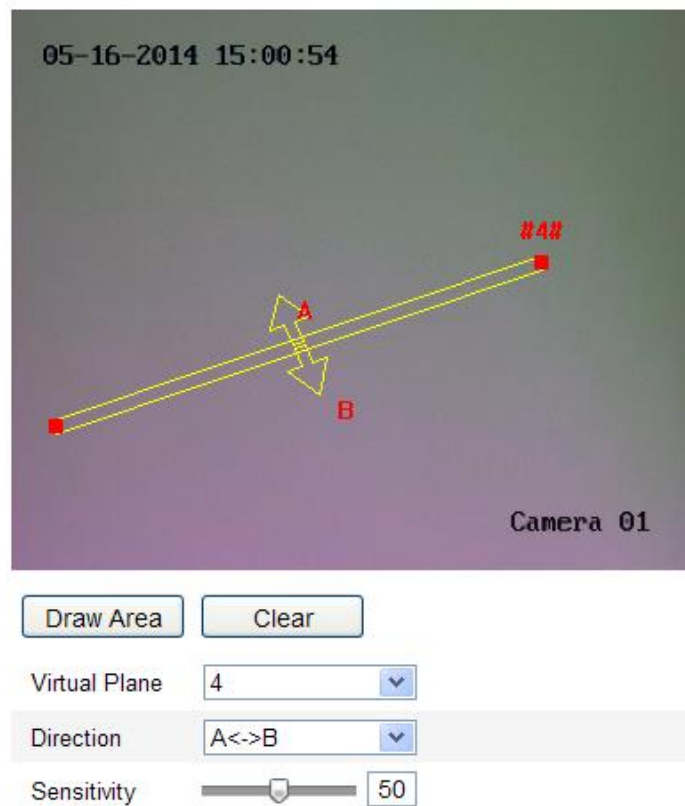 05-16-2014 15:00:54
#4#
A
B
Camera 01
Draw Area Clear
Virtual Plane 4
Direction A<->B
Sensitivity 50